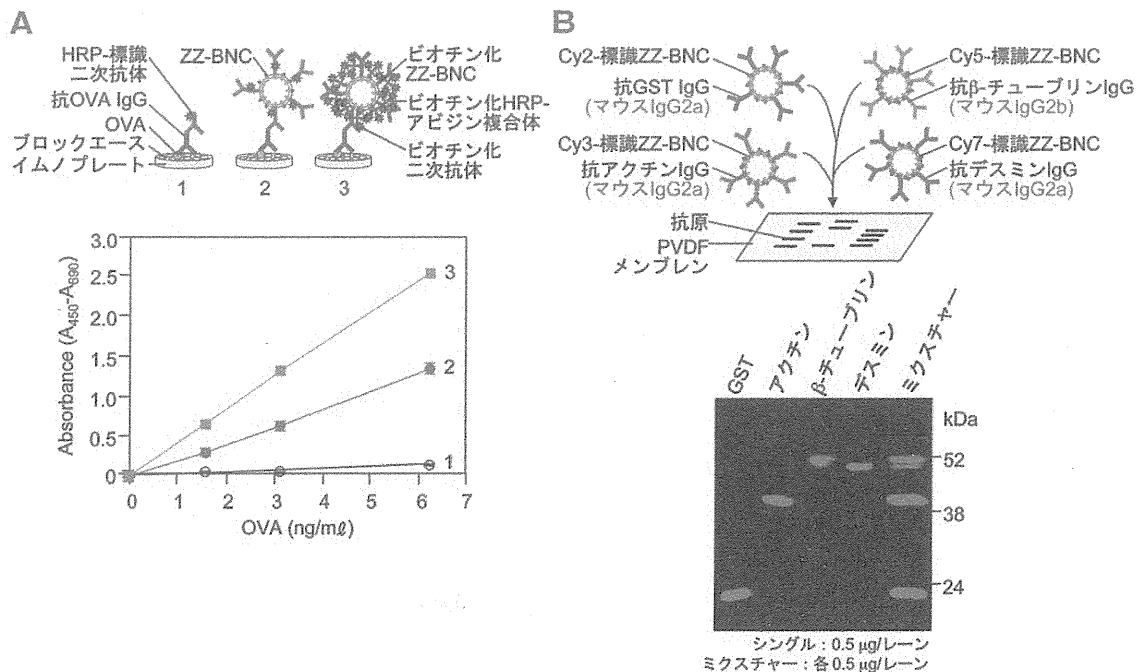 A
HRP-標識
二次抗体
抗OVA IgG
OVA
ブロックエース
イムノプレート
ZZ-BNC
ビオチン化
ZZ-BNC
ビオチン化HRP-
アビジン複合体
ビオチン化
二次抗体
1
2
3
Absorbance (A450-A690)
3.0
2.5
2.0
1.5
1.0
0.5
0
0
1
2
3
4
5
6
7
OVA (ng/mℓ)
3
2
1
B
Cy2-標識ZZ-BNC
抗GST IgG
(マウスIgG2a)
Cy3-標識ZZ-BNC
抗アクチンIgG
(マウスIgG2a)
Cy5-標識ZZ-BNC
抗β-チューブリンIgG
(マウスIgG2b)
Cy7-標識ZZ-BNC
抗デスミンIgG
(マウスIgG2a)
抗原
PVDF
メンブレン
GST
アクチン
β-チューブリン
デスミン
ミクスチャー
kDa
52
38
24
シングル：0.5 μg/レーン
ミクスチャー：各0.5 μg/レーン